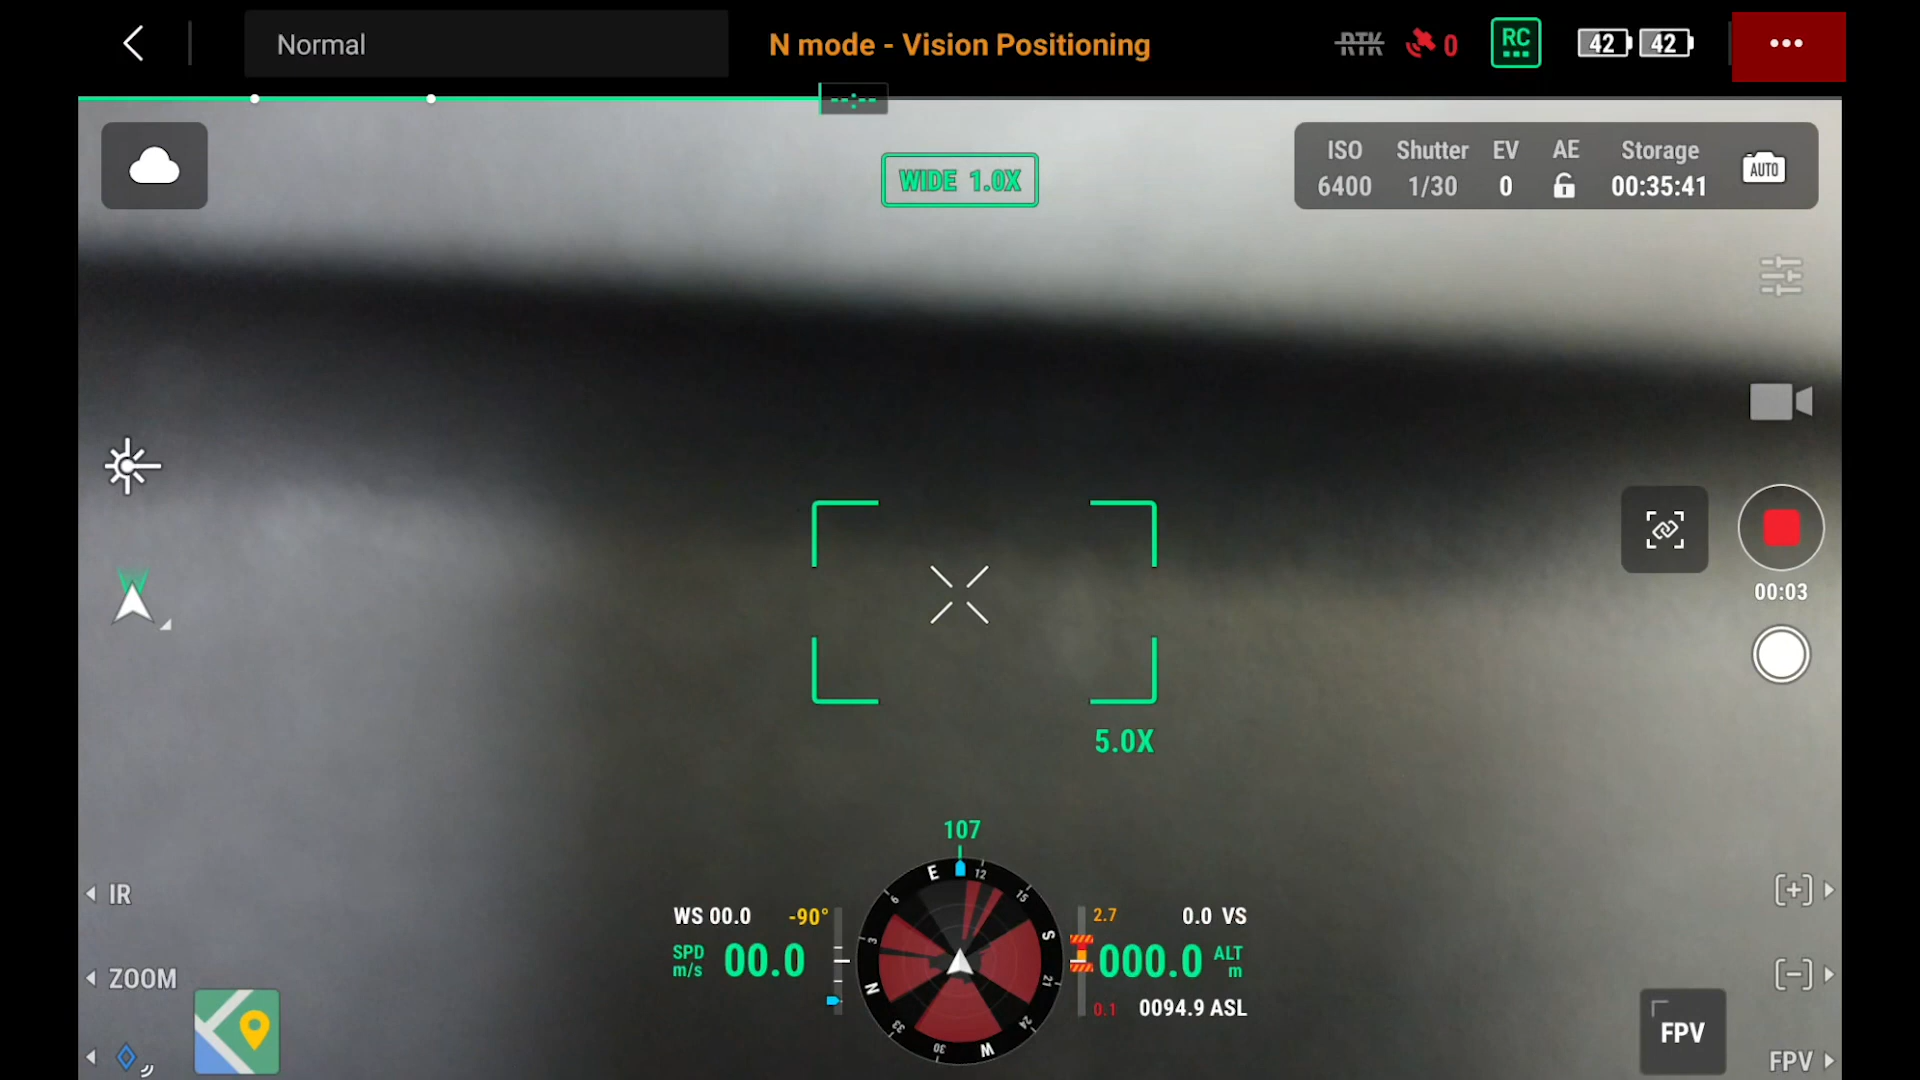 Normal
N mode - Vision Positioning
RTK
0
RC
42
42
--:--
WIDE 1.0X
ISO Shutter EV AE Storage
6400 1/30 0 00:35:41
AUTO
00:03
5.0X
107
IR
WS 00.0 -90°
SPD m/s 00.0
E 12 15 S 21 24 W 30 33 N 3 6
2.7 0.0 VS
000.0 ALT m
0.1 0094.9 ASL
ZOOM
[+]
[-]
FPV
FPV